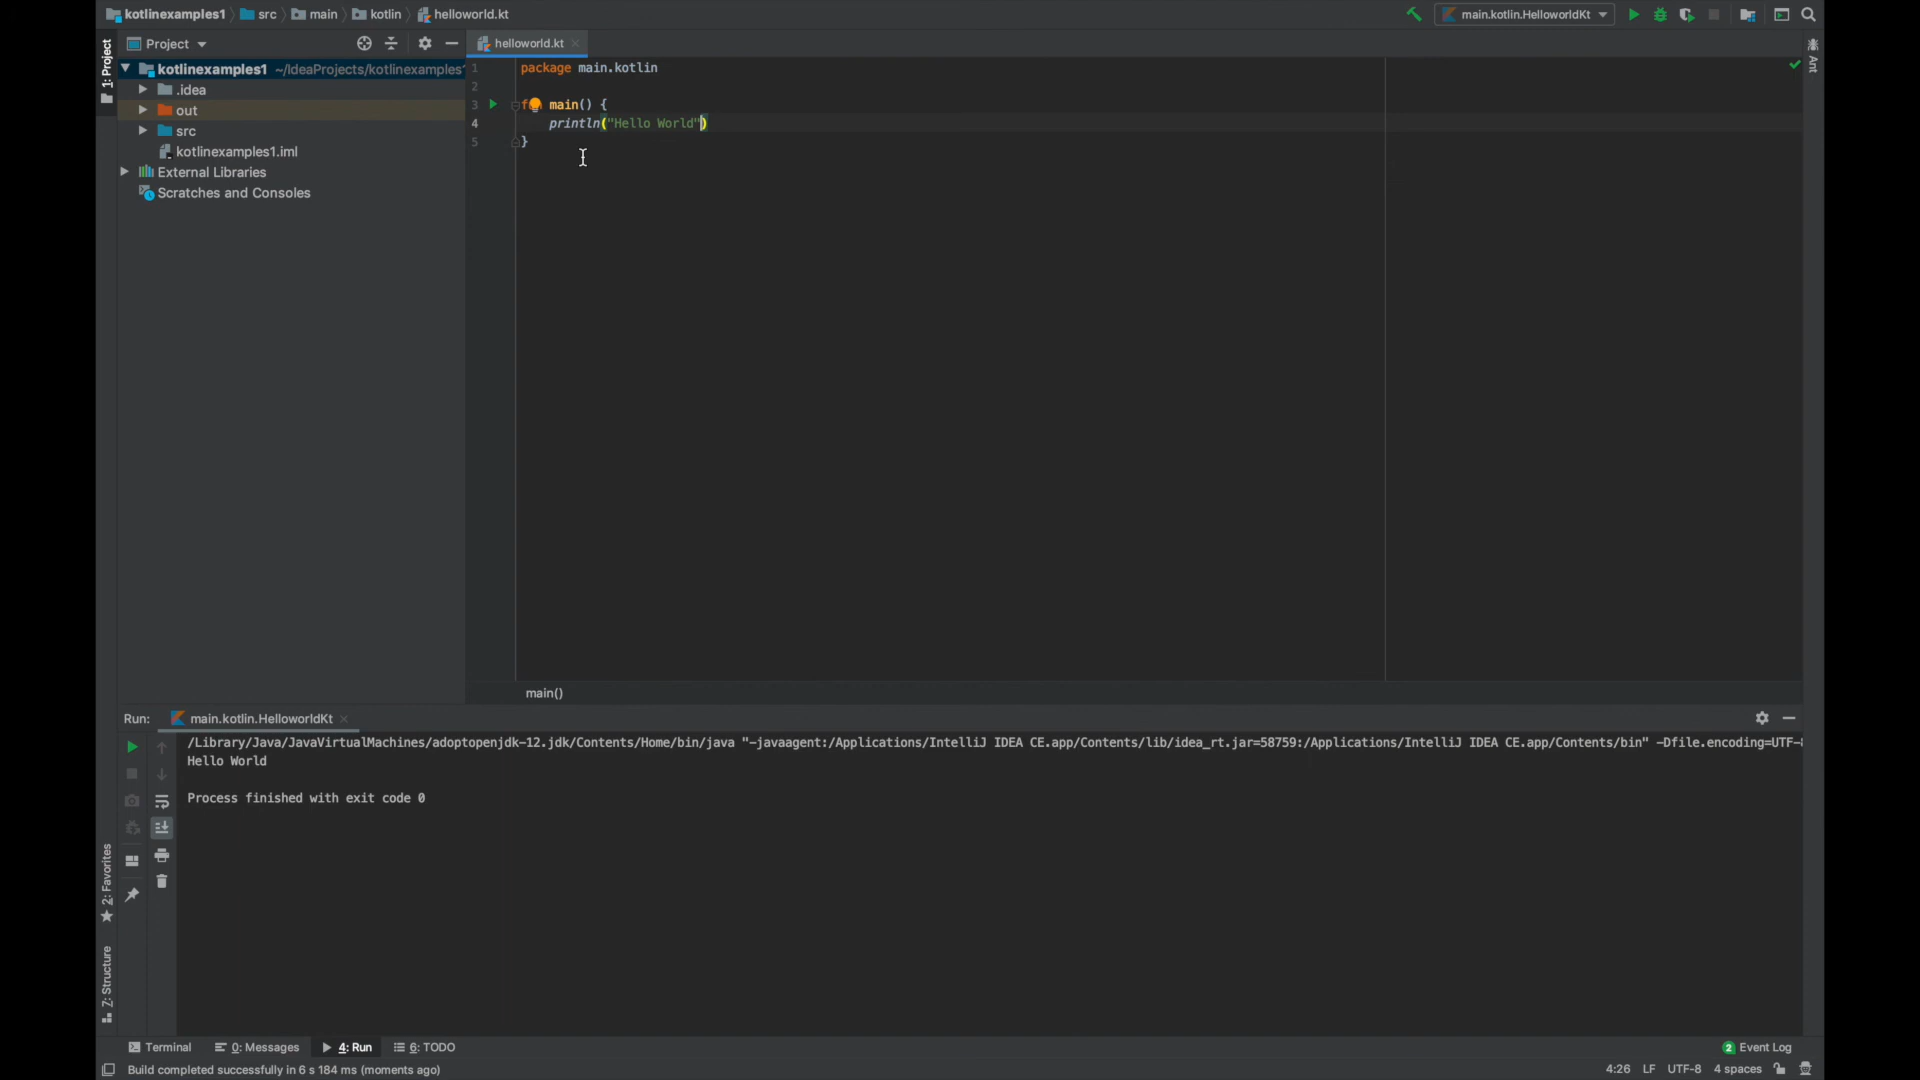 kotlinexamples1 src main kotlin helloworld.kt
main.kotlin.HelloworldKt
1: Project
Project
helloworld.kt
kotlinexamples1 ~/IdeaProjects/kotlinexamples1
.idea
out
src
kotlinexamples1.iml
External Libraries
Scratches and Consoles
1 package main.kotlin
2
3 main() {
4 println("Hello World")
5 }
Ant
main()
Run: main.kotlin.HelloworldKt
/Library/Java/JavaVirtualMachines/adoptopenjdk-12.jdk/Contents/Home/bin/java "-javaagent:/Applications/IntelliJ IDEA CE.app/Contents/lib/idea_rt.jar=58759:/Applications/IntelliJ IDEA CE.app/Contents/bin" -Dfile.encoding=UTF-8
Hello World
Process finished with exit code 0
2: Favorites
Z: Structure
Terminal 0: Messages 4: Run 6: TODO
2 Event Log
Build completed successfully in 6 s 184 ms (moments ago)
4:26 LF UTF-8 4 spaces